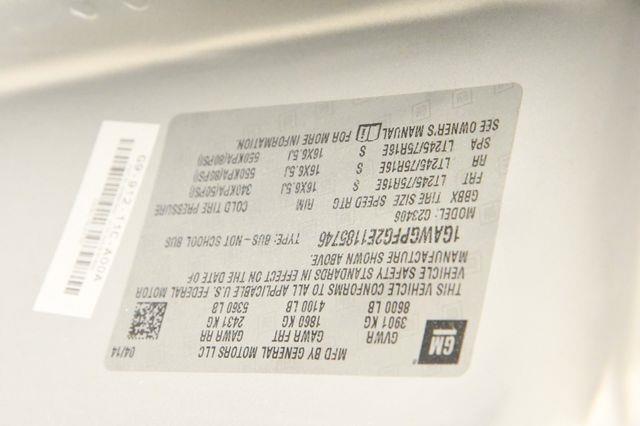 GM
MFD BY GENERAL MOTORS LLC 04/14
GVWR GAWR FRT GAWR RR
3901 KG 1860 KG 2431 KG
8600 LB 4100 LB 5360 LB
THIS VEHICLE CONFORMS TO ALL APPLICABLE U.S. FEDERAL MOTOR
VEHICLE SAFETY STANDARDS IN EFFECT ON THE DATE OF
MANUFACTURE SHOWN ABOVE.
1GAWGPFG2E1185746 TYPE: BUS-NOT SCHOOL BUS
MODEL: G23406
GBBX TIRE SIZE SPEED RTG RIM COLD TIRE PRESSURE
FRT LT245/75R16E S 16X6.5J 340KPA(50PSI)
RR LT245/75R16E S 16X6.5J 550KPA(80PSI)
SPA LT245/75R16E S 16X6.5J 550KPA(80PSI)
SEE OWNER'S MANUAL FOR MORE INFORMATION.